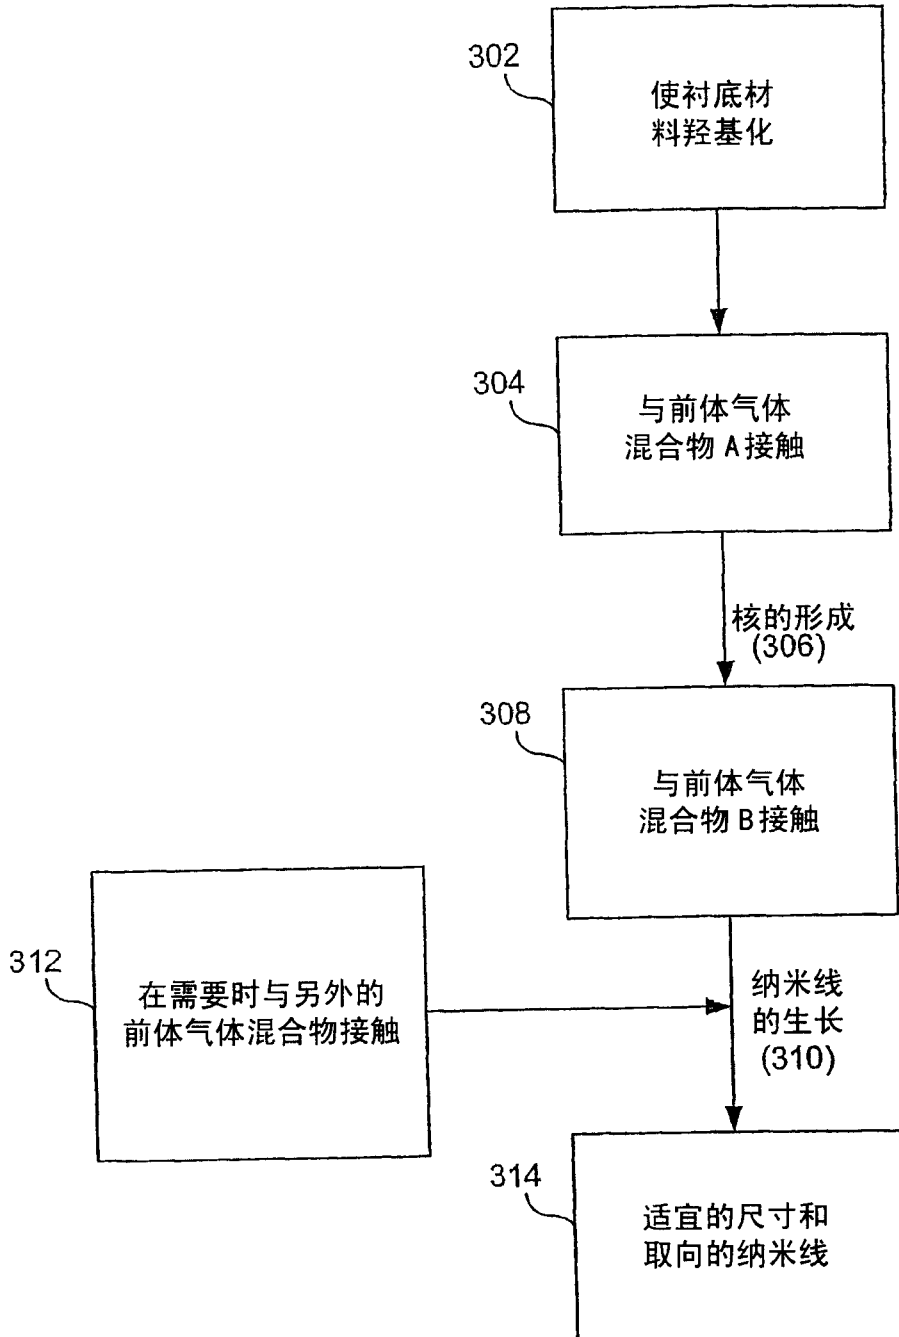 302
使衬底材
料羟基化
304
与前体气体
混合物 A 接触
核的形成
(306)
308
与前体气体
混合物 B 接触
312
在需要时与另外的
前体气体混合物接触
纳米线
的生长
(310)
314
适宜的尺寸和
取向的纳米线